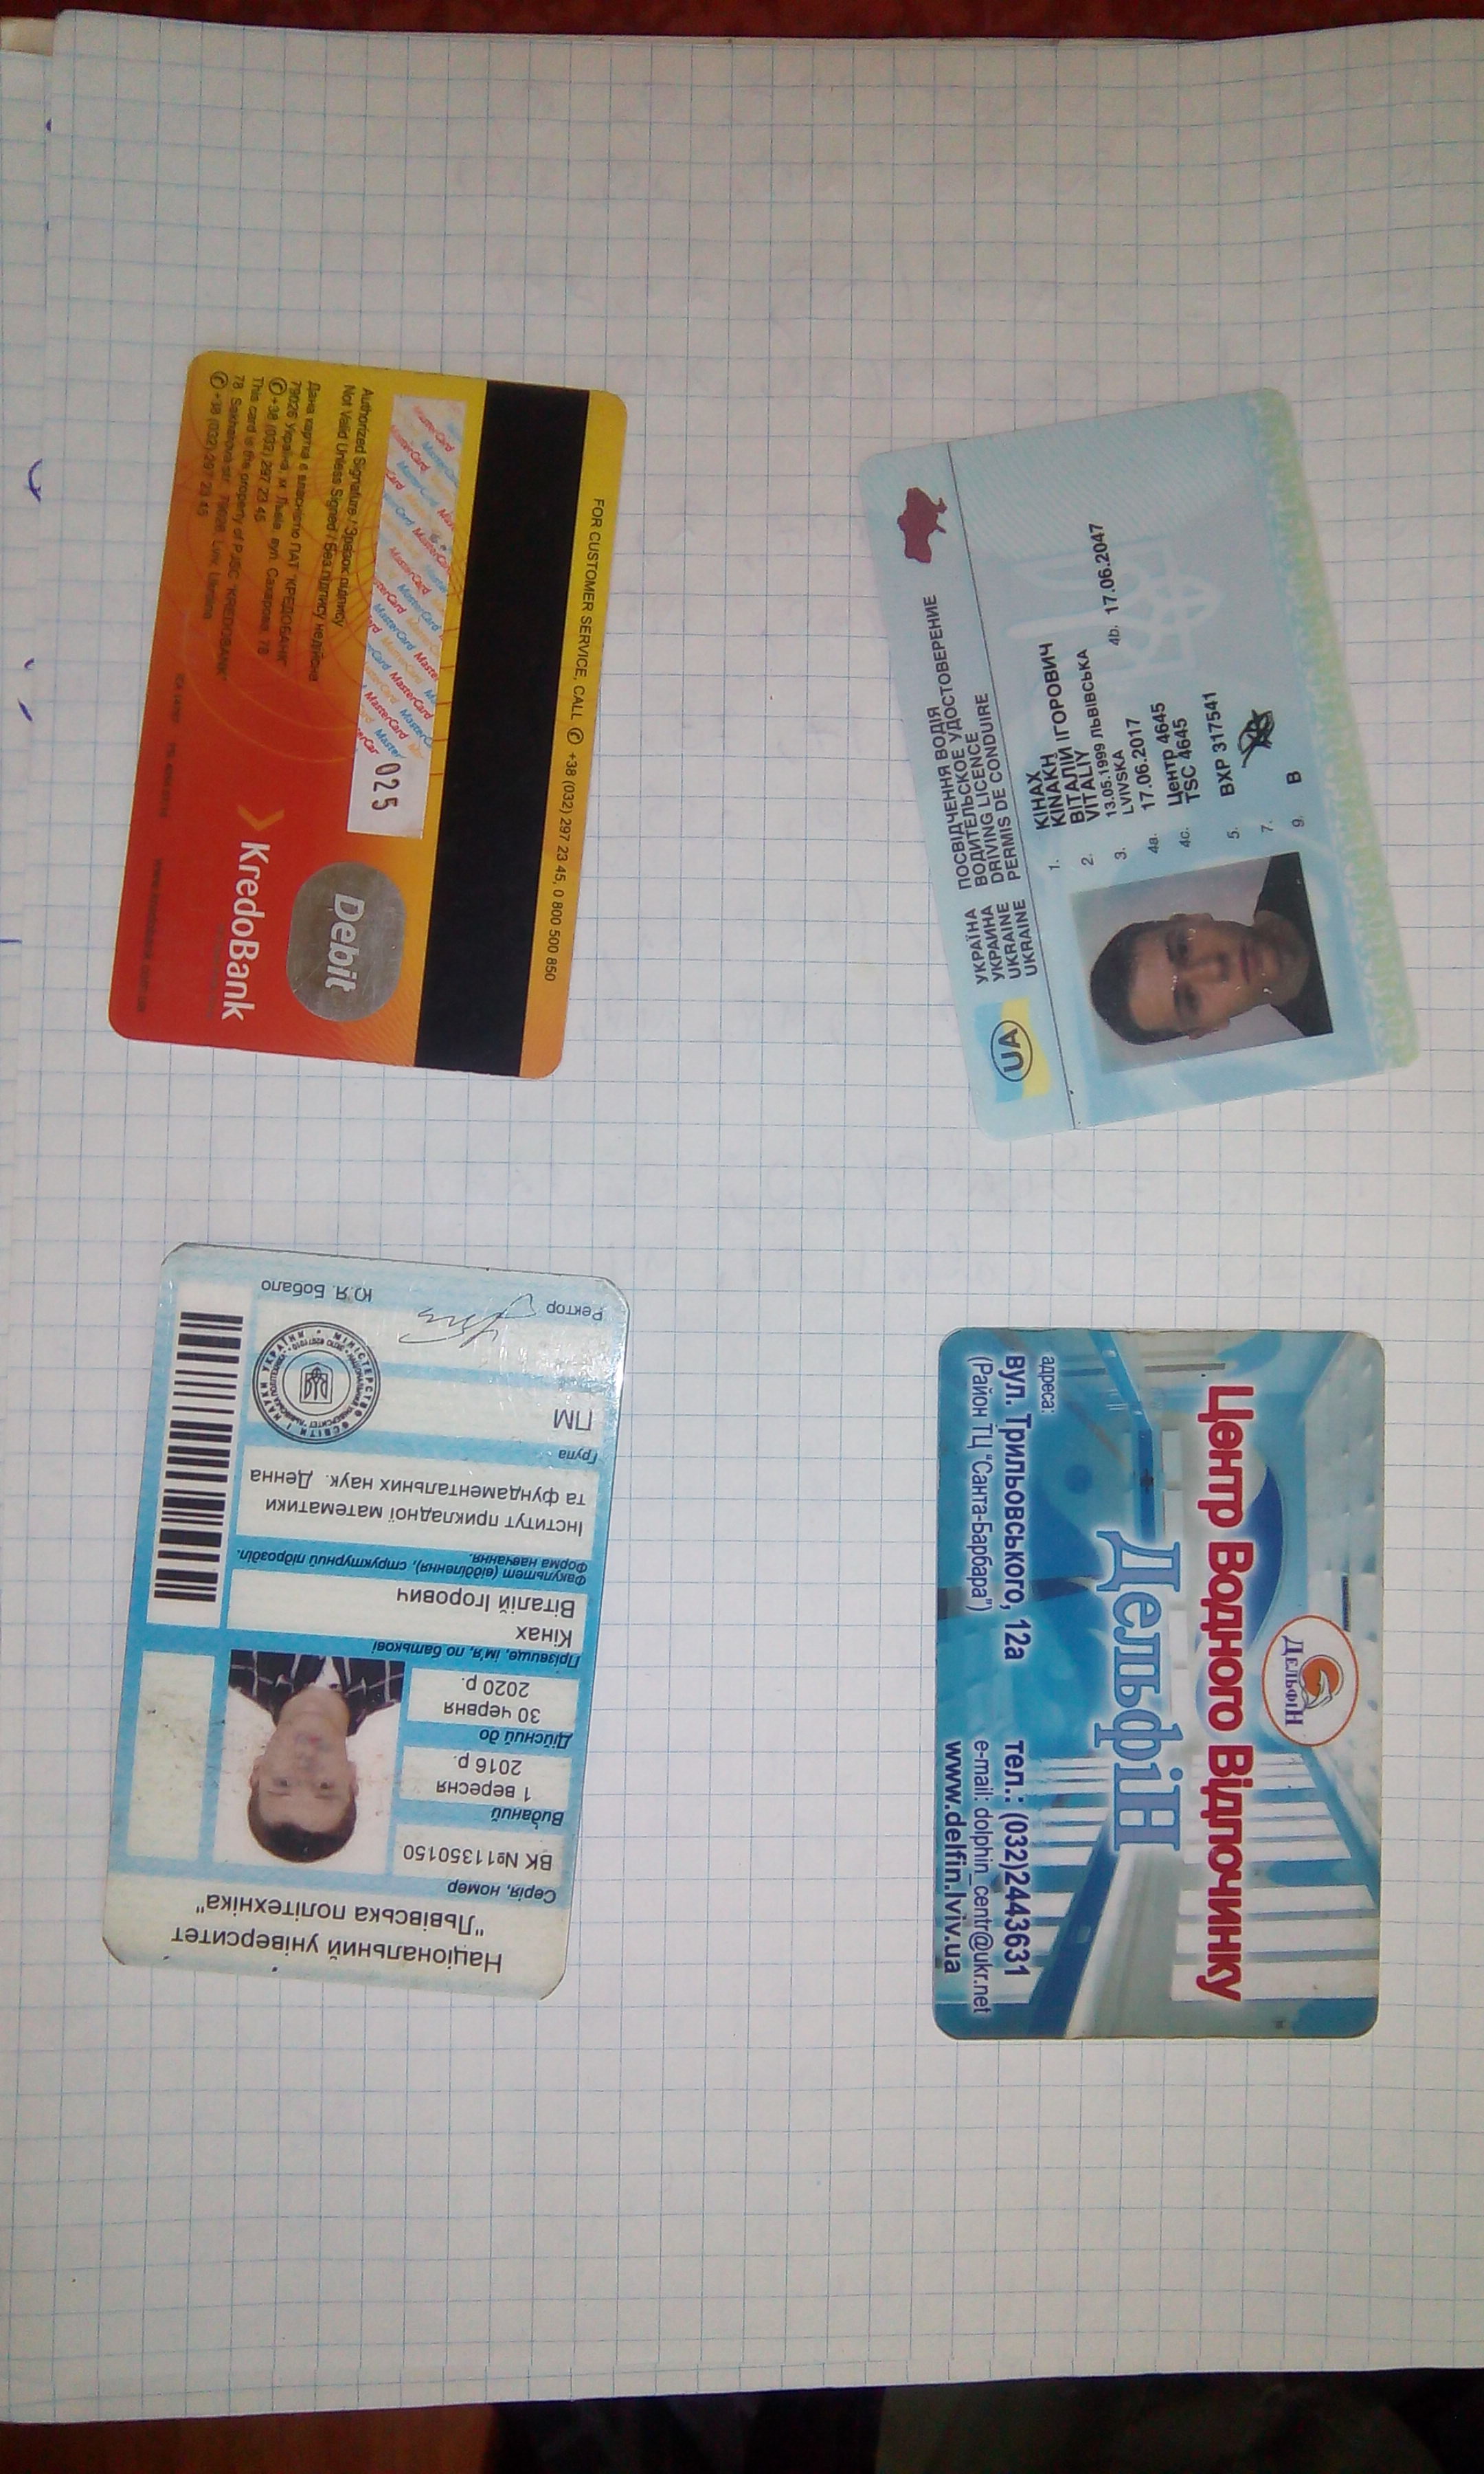 FOR CUSTOMER SERVICE, CALL +38 (032) 297 23 45, 0 800 500 850
025
Authorized Signature / Зразок підпису
Not Valid Unless Signed / Без підпису недійсна
Дана картка є власністю ПАТ "КРЕДОБАНК"
79026 Україна, м. Львів, вул. Сахарова, 78
+38 (032) 297 23 45
This card is the property of PJSC "KREDOBANK"
78, Sakharova str., 79026, Lviv, Ukraine
+38 (032) 297 23 45
Debit
KredoBank
UA
УКРАЇНА ПОСВІДЧЕННЯ ВОДІЯ
УКРАИНА ВОДИТЕЛЬСКОЕ УДОСТОВЕРЕНИЕ
UKRAINE DRIVING LICENCE
UKRAINE PERMIS DE CONDUIRE
1. КІНАХ
KINAKH
2. ВІТАЛІЙ ІГОРОВИЧ
VITALIY
3. 13.05.1999 ЛЬВІВСЬКА
LVIVSKA
4a. 17.06.2017 4b. 17.06.2047
4c. Центр 4645
TSC 4645
5. ВХР 317541
7.
9. B
Національний університет
"Львівська політехніка"
Серія, номер
ВК №11350150
Виданий
1 вересня
2016 р.
Дійсний до
30 червня
2020 р.
Прізвище, ім'я, по батькові
Кінах
Віталій Ігорович
Факультет (відділення), структурний підрозділ.
Форма навчання.
Інститут прикладної математики
та фундаментальних наук. Денна
Група
ПМ
Ректор Ю.Я. Бобало
Дельфін
Центр Водного Відпочинку
Дельфін
адреса:
вул. Трильовського, 12а
(Район ТЦ "Санта-Барбара")
тел.: (032)2443631
e-mail: dolphin_centr@ukr.net
www.delfin.lviv.ua